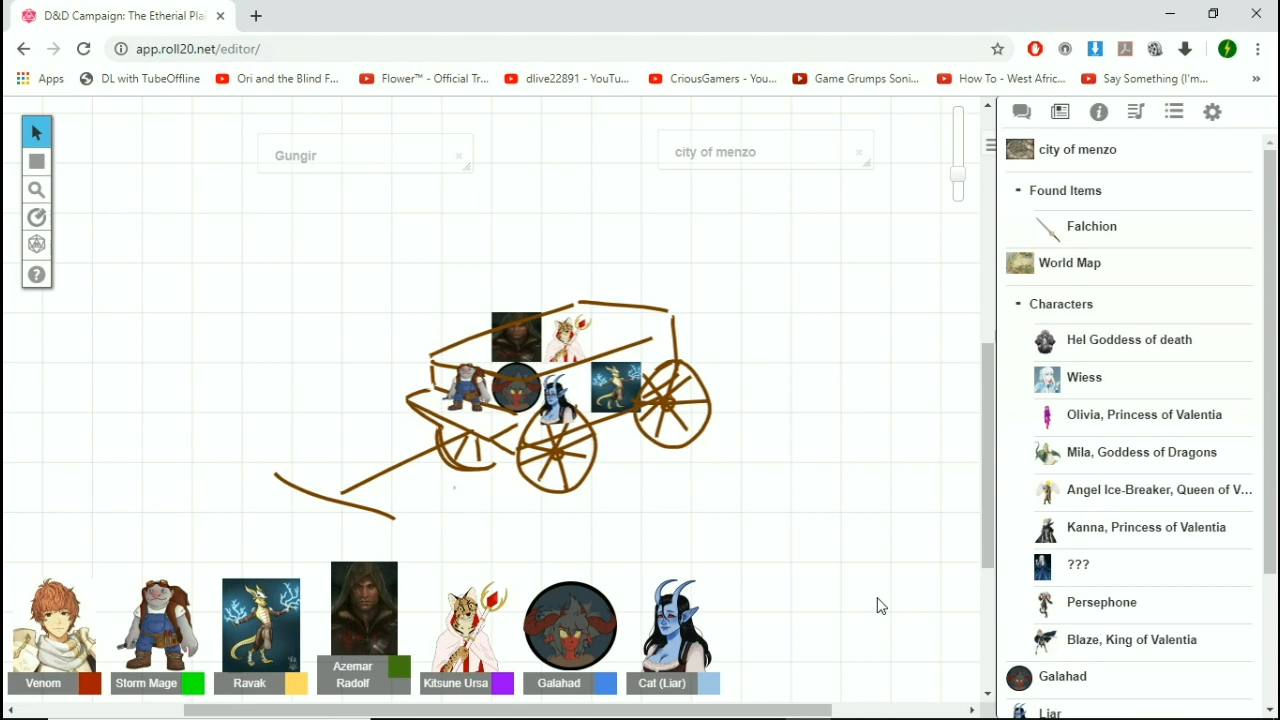 D&D Campaign: The Etherial Plai
app.roll20.net/editor/
Apps
DL with TubeOffline
Ori and the Blind F...
Flower™ - Official Tr...
dlive22891 - YouTu...
CriousGamers - You...
Game Grumps Soni...
How To - West Afric...
Say Something (I'm...
»
Gungir
city of menzo
city of menzo
Found Items
Falchion
World Map
Characters
Hel Goddess of death
Wiess
Olivia, Princess of Valentia
Mila, Goddess of Dragons
Angel Ice-Breaker, Queen of V...
Kanna, Princess of Valentia
???
Persephone
Blaze, King of Valentia
Galahad
Liar
Venom
Storm Mage
Ravak
Azemar
Radolf
Kitsune Ursa
Galahad
Cat (Liar)